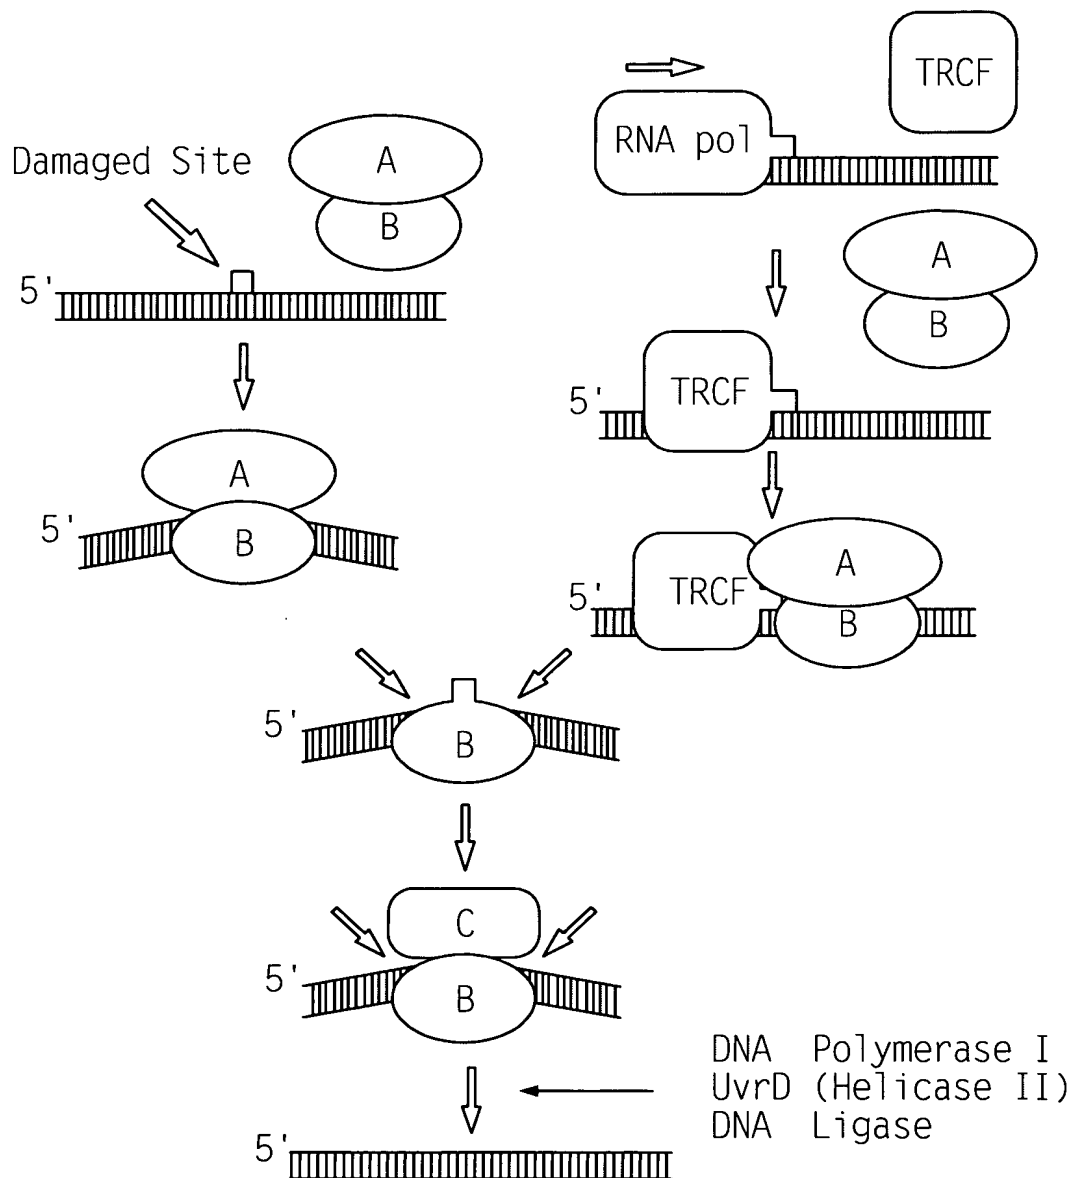 Damaged Site
A
B
5'
A
5'
B
RNA pol
TRCF
A
B
5'
TRCF
5'
TRCF
A
B
5'
B
C
5'
B
DNA Polymerase I
UvrD (Helicase II)
DNA Ligase
5'